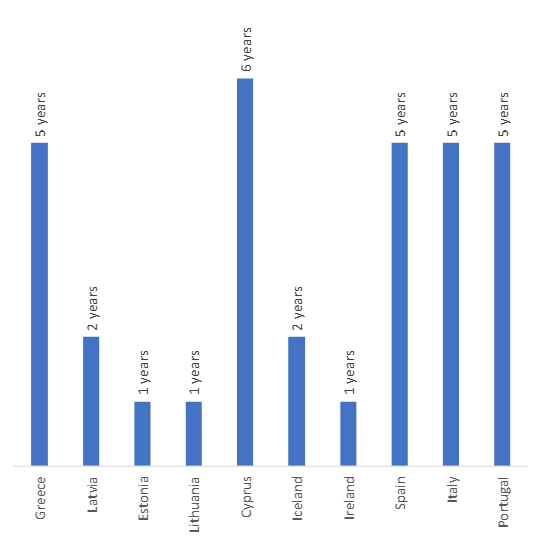 5 years
2 years
1 years
1 years
6 years
2 years
1 years
5 years
5 years
5 years
Greece
Latvia
Estonia
Lithuania
Cyprus
Iceland
Ireland
Spain
Italy
Portugal